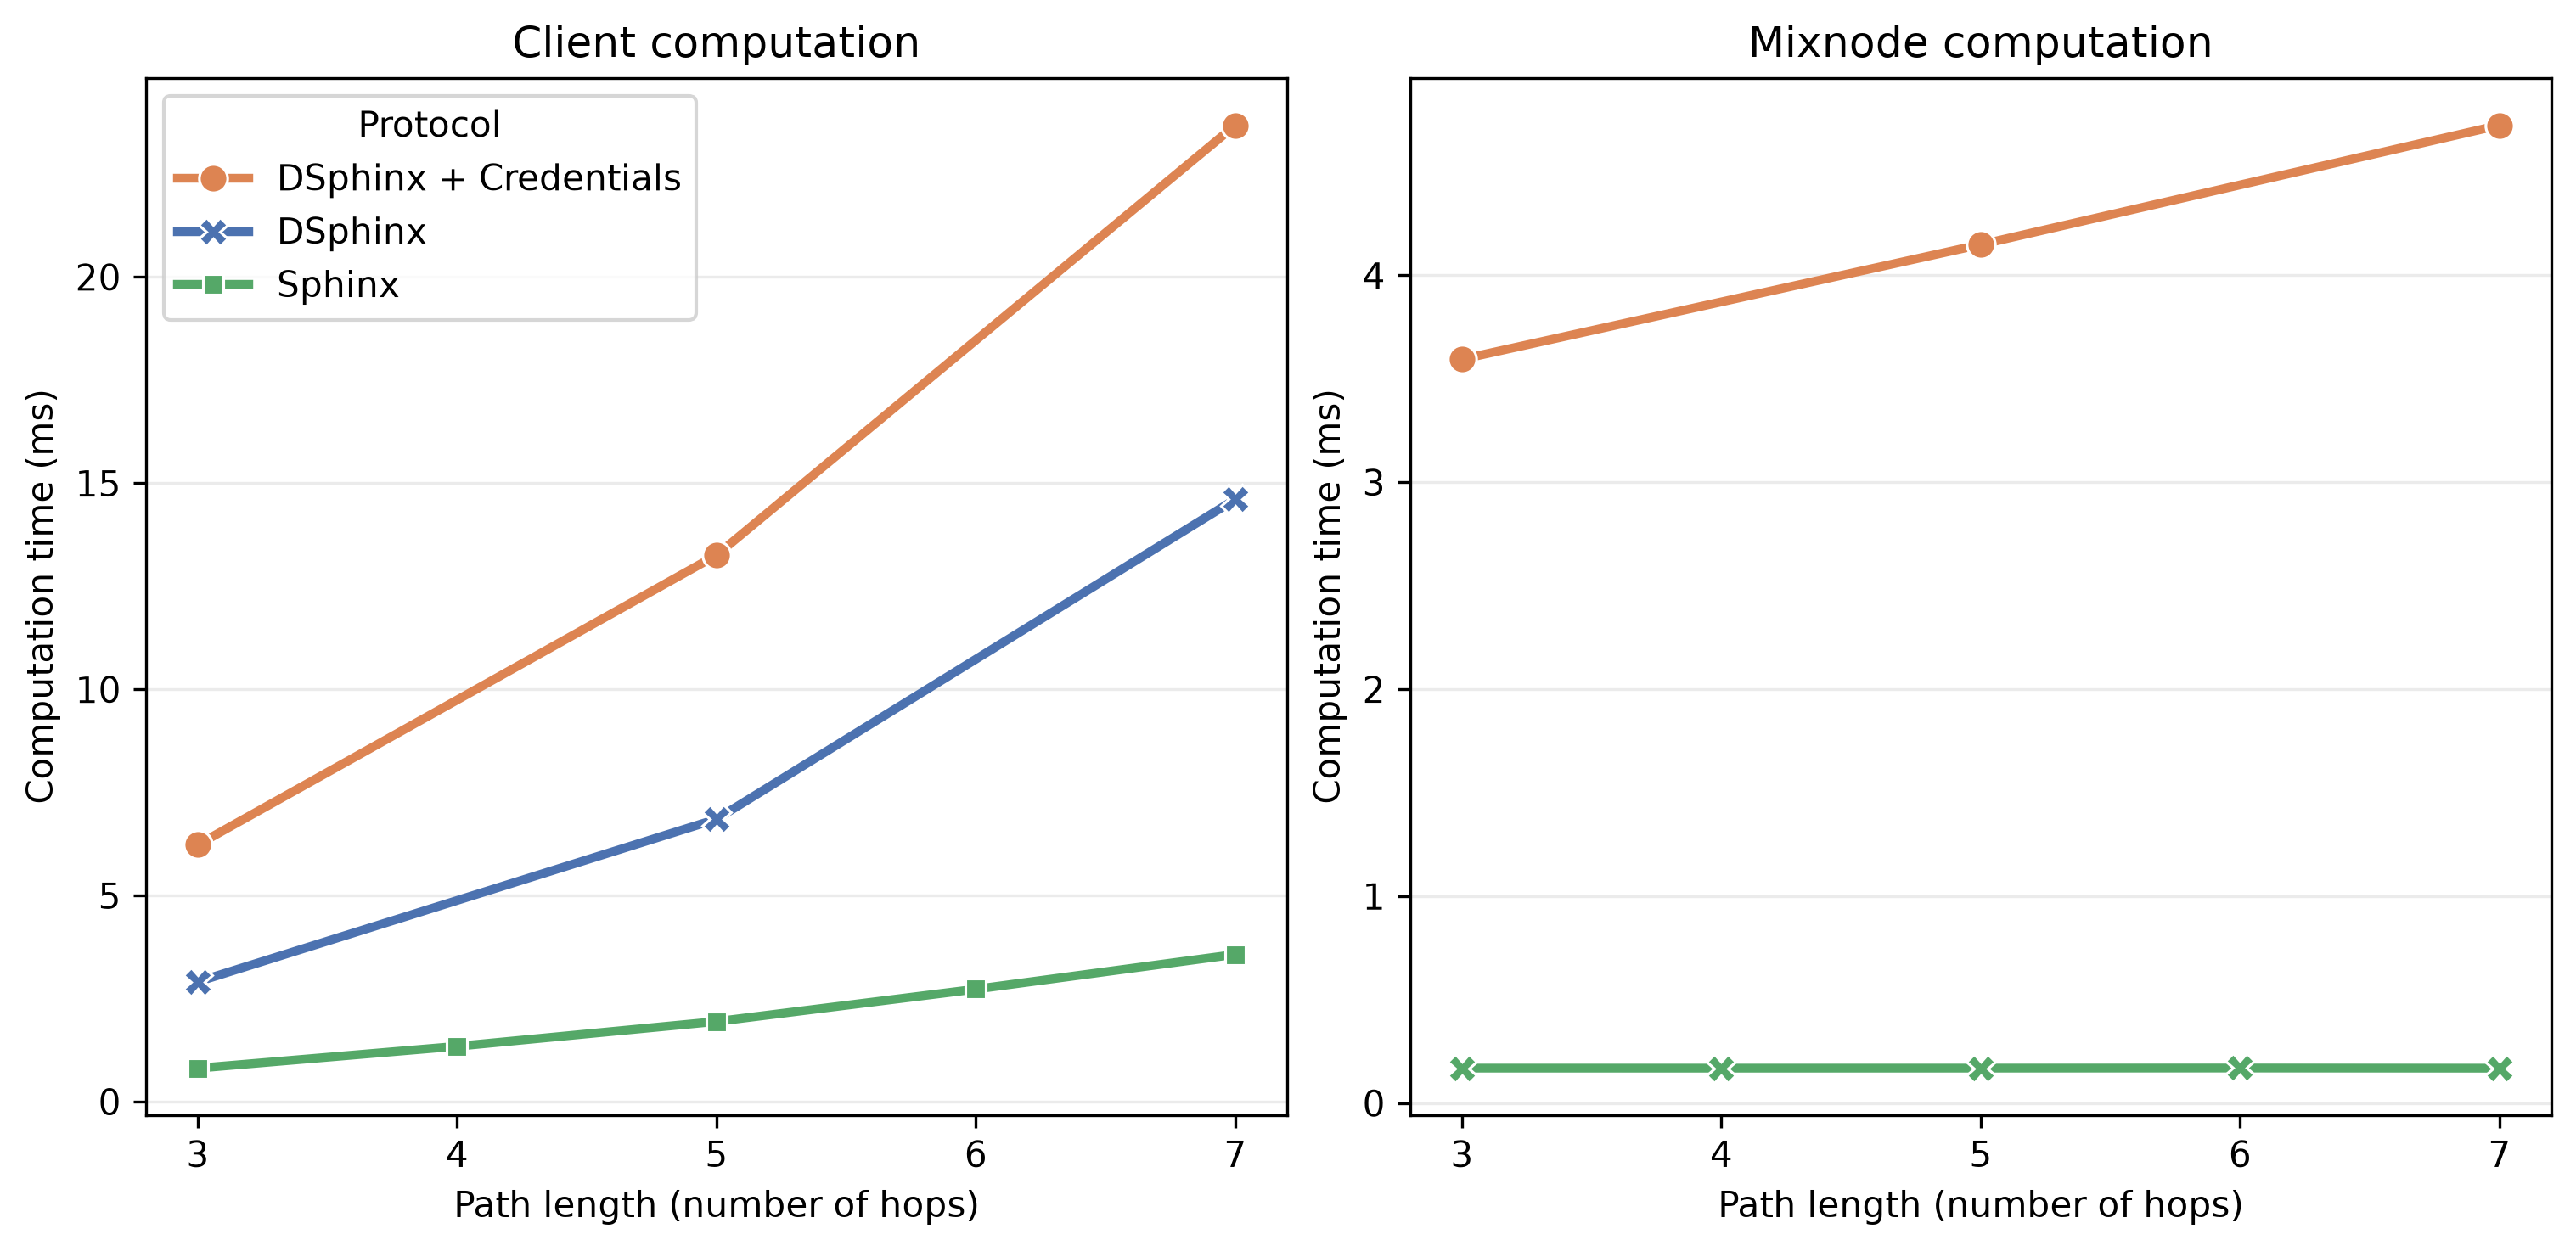 Client computation
Protocol
DSphinx + Credentials
DSphinx
Sphinx
Computation time (ms)
20
15
10
5
0
3 4 5 6 7
Path length (number of hops)
Mixnode computation
Computation time (ms)
4
3
2
1
0
3 4 5 6 7
Path length (number of hops)